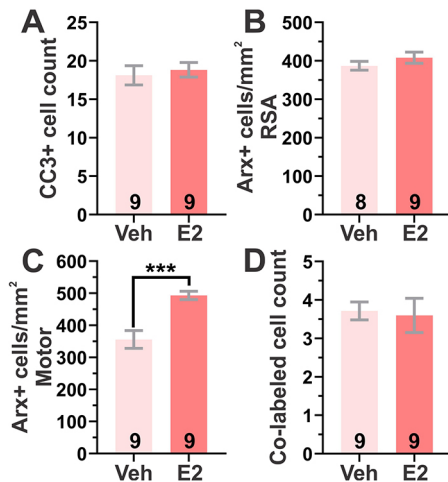 A
CC3+ cell count
25
20
15
10
5
0
9 9
Veh E2
B
Arx+ cells/mm²
RSA
500
400
300
200
100
0
8 9
Veh E2
C
Arx+ cells/mm²
Motor
600
500
400
300
200
100
0
***
9 9
Veh E2
D
Co-labeled cell count
5
4
3
2
1
0
9 9
Veh E2